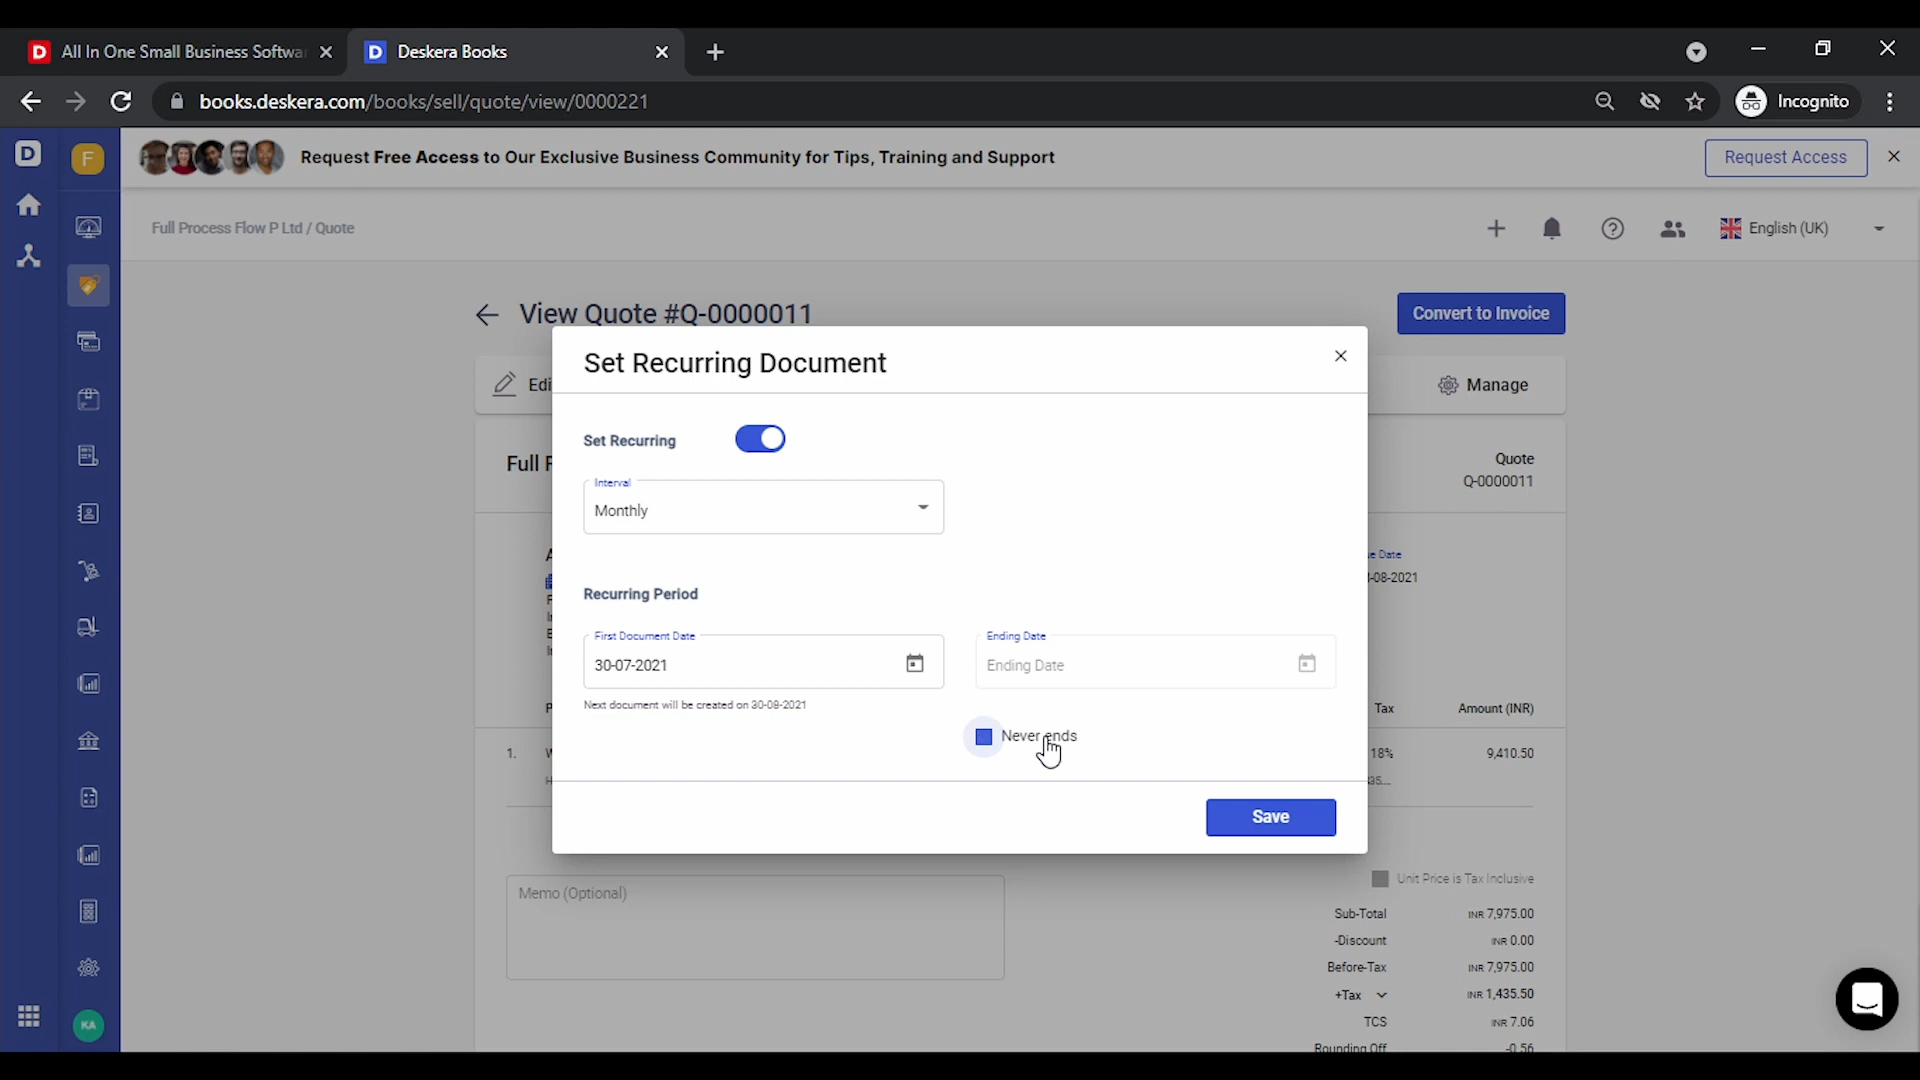 All In One Small Business Softwa
Deskera Books
books.deskera.com/books/sell/quote/view/0000221
Incognito
F
Request Free Access to Our Exclusive Business Community for Tips, Training and Support
Request Access
Full Process Flow P Ltd / Quote
English (UK)
View Quote #Q-0000011
Convert to Invoice
Edi
Manage
Set Recurring Document
Set Recurring
Full F
Quote
Q-0000011
Interval
Monthly
e Date
-08-2021
Recurring Period
First Document Date
30-07-2021
Ending Date
Ending Date
Next document will be created on 30-08-2021
Tax
Amount (INR)
Never ends
1.
18%
9,410.50
Save
Memo (Optional)
Unit Price is Tax Inclusive
Sub-Total
INR 7,975.00
-Discount
INR 0.00
Before-Tax
INR 7,975.00
+Tax
INR 1,435.50
TCS
INR 7.06
Rounding Off
-0.56
KA